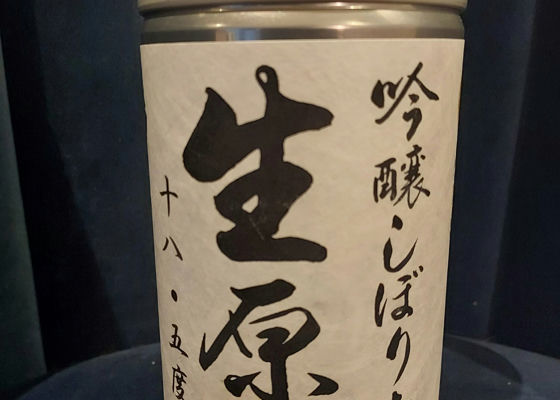 吟醸しぼり
生原
十八・五度